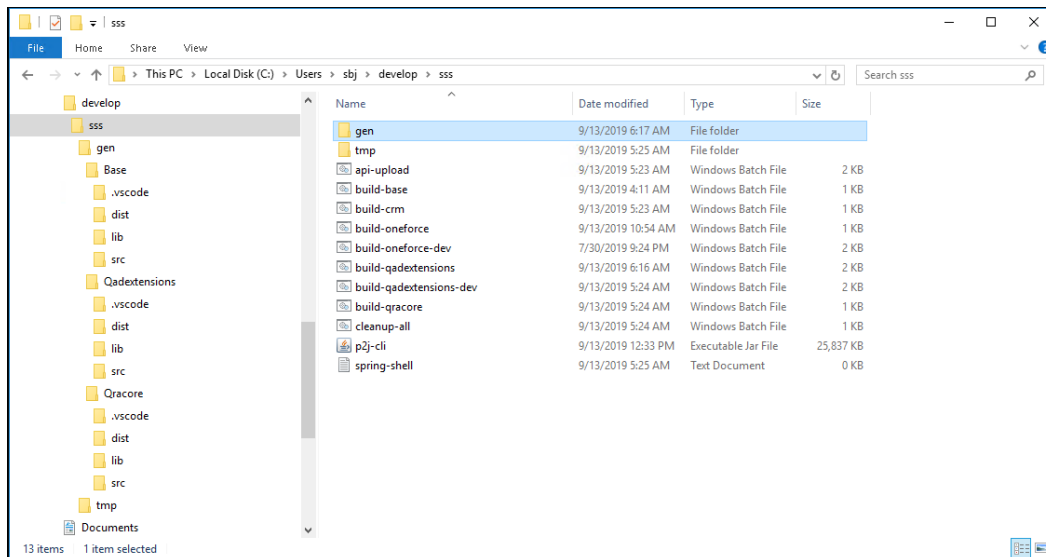 sss
File Home Share View
This PC > Local Disk (C:) > Users > sbj > develop > sss
Search sss
develop
sss
gen
Base
.vscode
dist
lib
src
Qadextensions
.vscode
dist
lib
src
Qracore
.vscode
dist
lib
src
tmp
Documents
Name Date modified Type Size
gen 9/13/2019 6:17 AM File folder
tmp 9/13/2019 5:25 AM File folder
api-upload 9/13/2019 5:23 AM Windows Batch File 2 KB
build-base 9/13/2019 4:11 AM Windows Batch File 1 KB
build-crm 9/13/2019 5:23 AM Windows Batch File 1 KB
build-oneforce 9/13/2019 10:54 AM Windows Batch File 1 KB
build-oneforce-dev 7/30/2019 9:24 PM Windows Batch File 2 KB
build-qadextensions 9/13/2019 6:16 AM Windows Batch File 2 KB
build-qadextensions-dev 9/13/2019 5:24 AM Windows Batch File 2 KB
build-qracore 9/13/2019 5:24 AM Windows Batch File 1 KB
cleanup-all 9/13/2019 5:24 AM Windows Batch File 1 KB
p2j-cli 9/13/2019 12:33 PM Executable Jar File 25,837 KB
spring-shell 9/13/2019 5:25 AM Text Document 0 KB
13 items 1 item selected